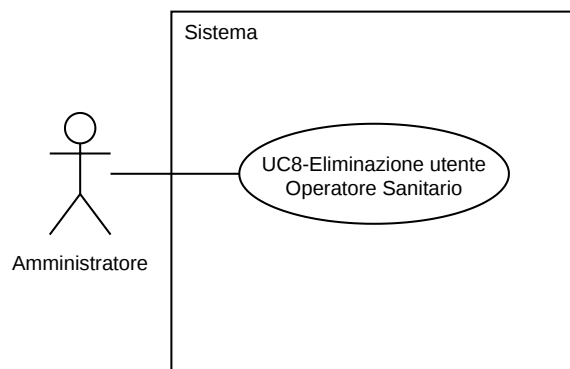 Sistema
UC8-Eliminazione utente
Operatore Sanitario
Amministratore